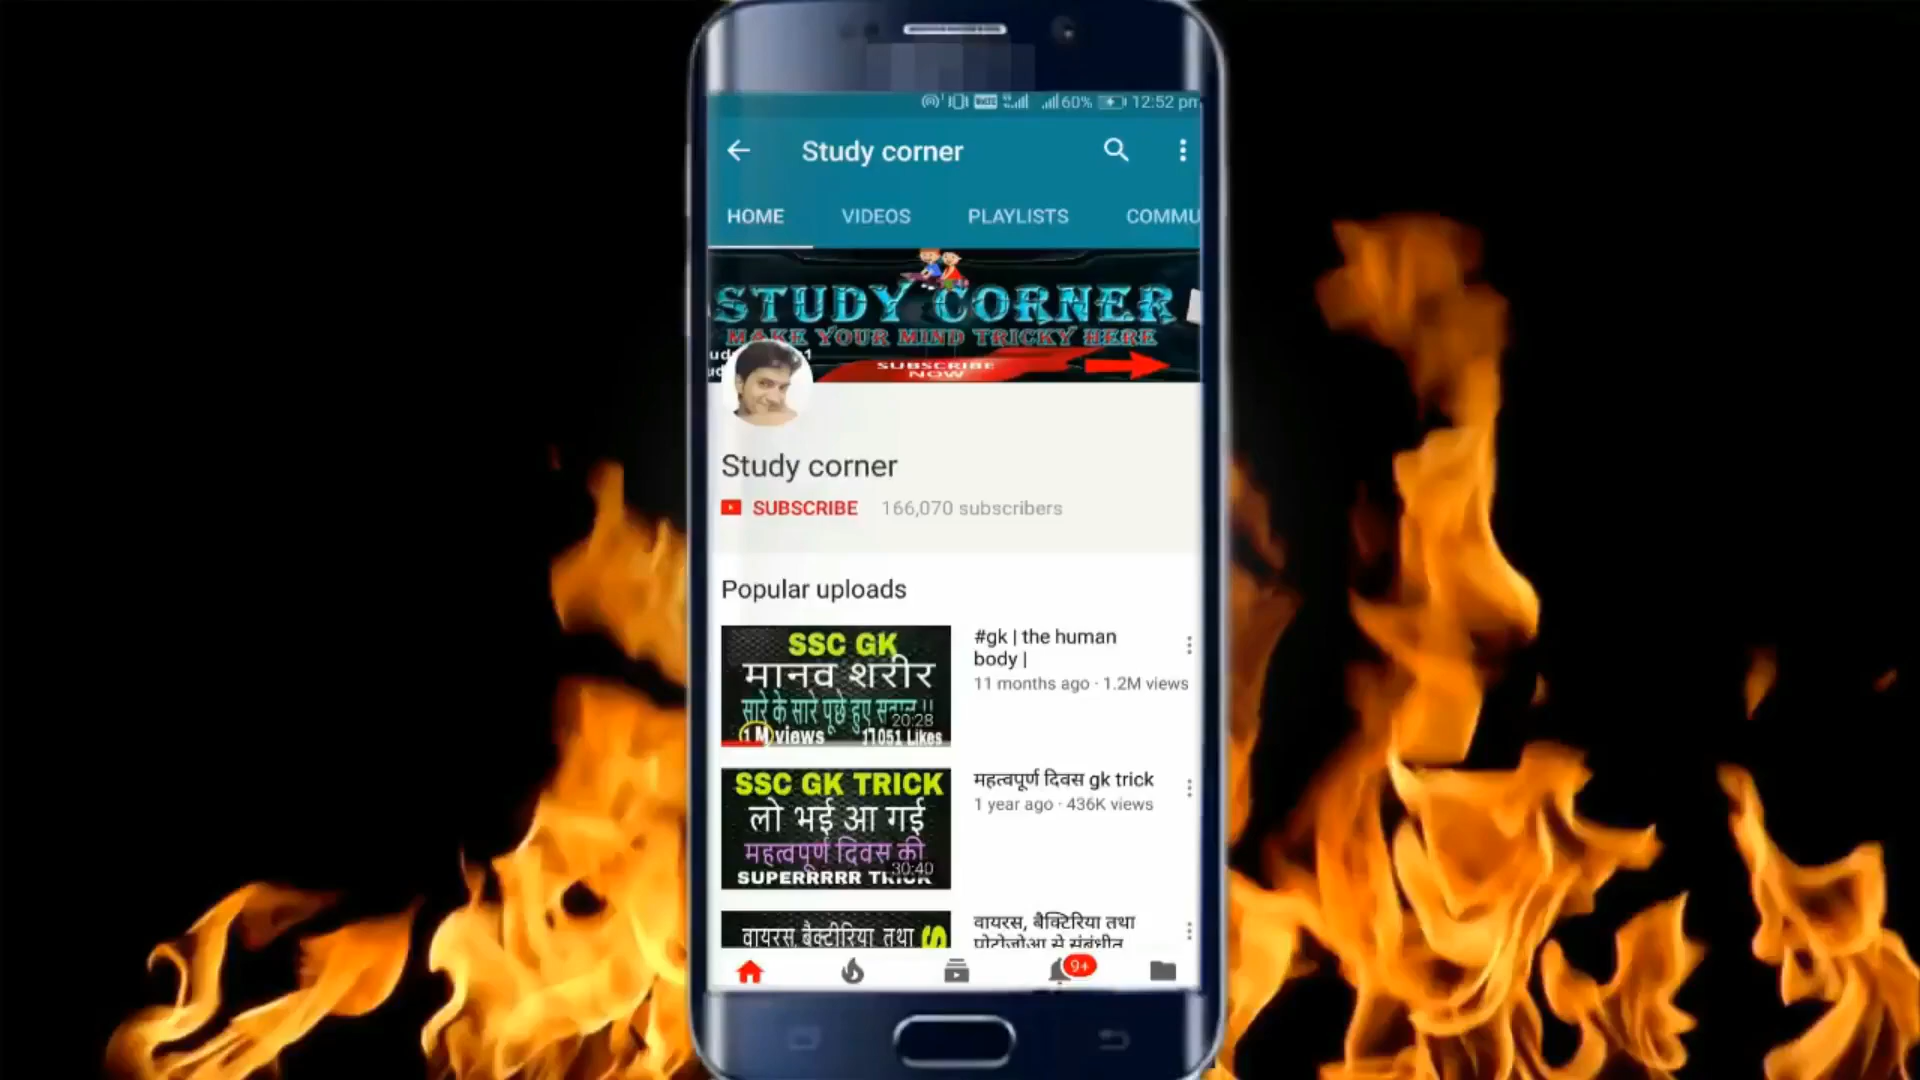 60% 12:52 pm
Study corner
HOME VIDEOS PLAYLISTS COMMU
STUDY CORNER
MAKE YOUR MIND TRICKY HERE
SUBSCRIBE
NOW
Study corner
SUBSCRIBE 166,070 subscribers
Popular uploads
SSC GK
मानव शरीर
सारे के सारे पूछे हुए
20:28
1 M views 11051 Likes
#gk | the human
body |
11 months ago · 1.2M views
SSC GK TRICK
लो भई आ गई
महत्वपूर्ण दिवस की
30:40
SUPERRRRR TRICK
महत्वपूर्ण दिवस gk trick
1 year ago · 436K views
वायरस, बैक्टीरिया तथा
वायरस, बैक्टिरिया तथा
प्रोटोजोआ से संबंधीत
9+